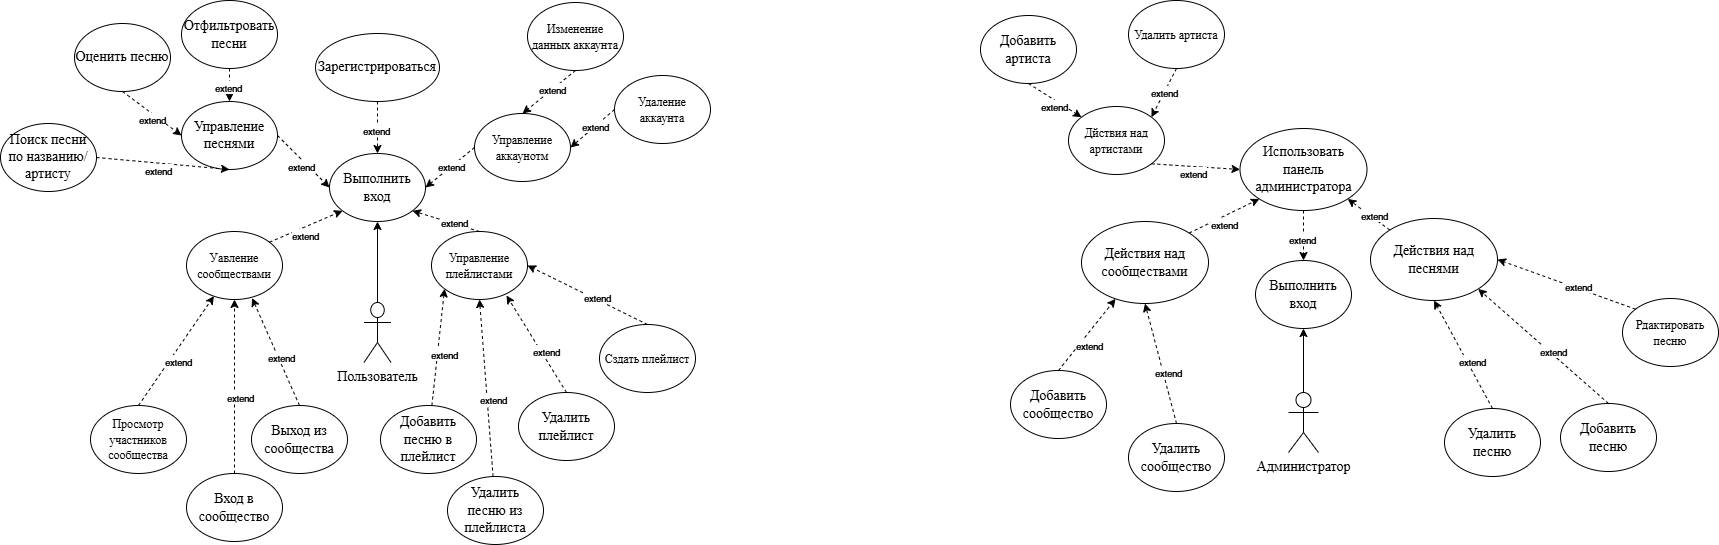 Отфильтровать
песни
Оценить песню
Зарегистрироваться
Изменение
данных аккаунта
Удаление
аккаунта
Поиск песни
по названию/
артисту
Управление
песнями
Управление
аккаунотм
Выполнить
вход
extend
extend
extend
extend
extend
extend
extend
extend
extend
extend
Уавление
сообществами
Управление
плейлистами
extend
extend
extend
extend
extend
extend
extend
Пользователь
Сздать плейлист
Просмотр
участников
сообщества
Выход из
сообщества
Вход в
сообщество
Добавить
песню в
плейлист
Удалить
плейлист
Удалить
песню из
плейлиста
Добавить
артиста
Удалить артиста
extend
extend
Дйствия над
артистами
extend
Использовать
панель
администратора
extend
extend
extend
Действия над
сообществами
Выполнить
вход
Действия над
песнями
extend
extend
extend
extend
extend
Рдактировать
песню
Добавить
сообщество
Удалить
сообщество
Администратор
Удалить
песню
Добавить
песню